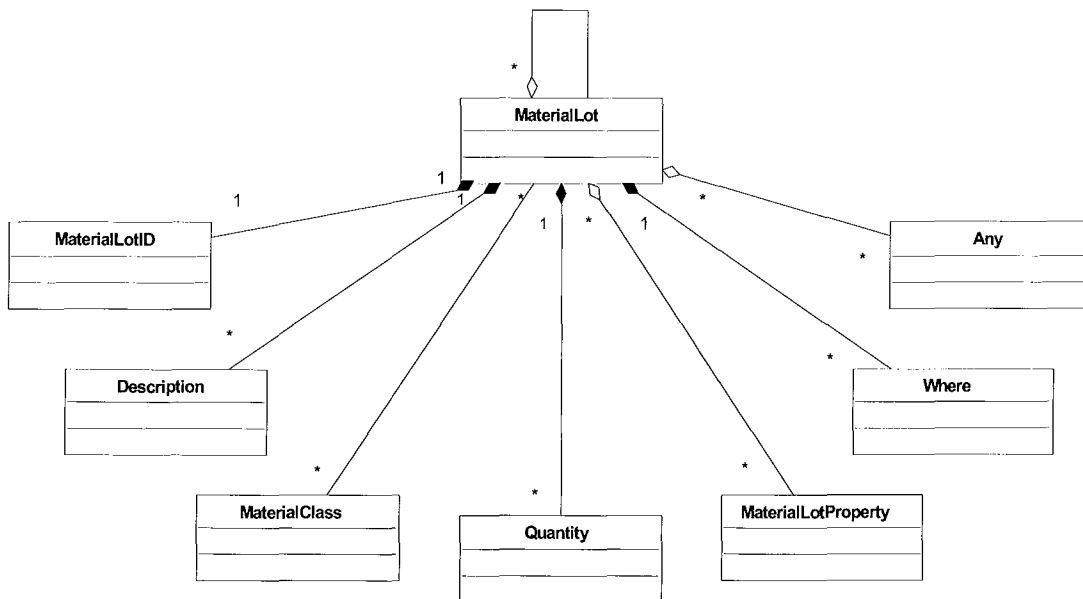 *
MaterialLot
1
1
*
1
*
1
*
1
*
MaterialLotID
Any
*
*
*
Description
Where
*
*
*
MaterialClass
Quantity
MaterialLotProperty